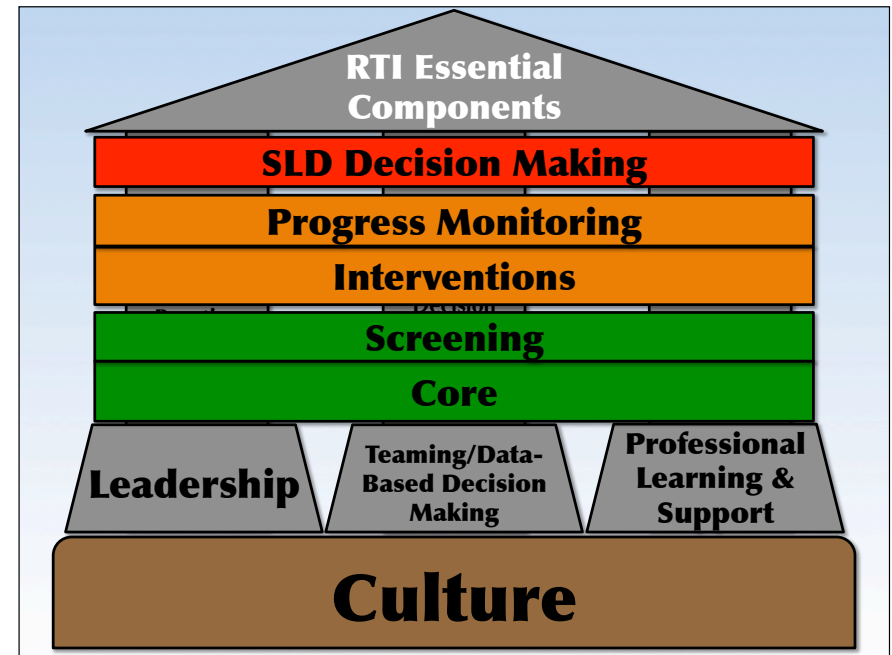 RTI Essential
Components
SLD Decision Making
Progress Monitoring
Interventions
Screening
Core
Leadership
Teaming/Data-
Based Decision
Making
Professional
Learning &
Support
Culture